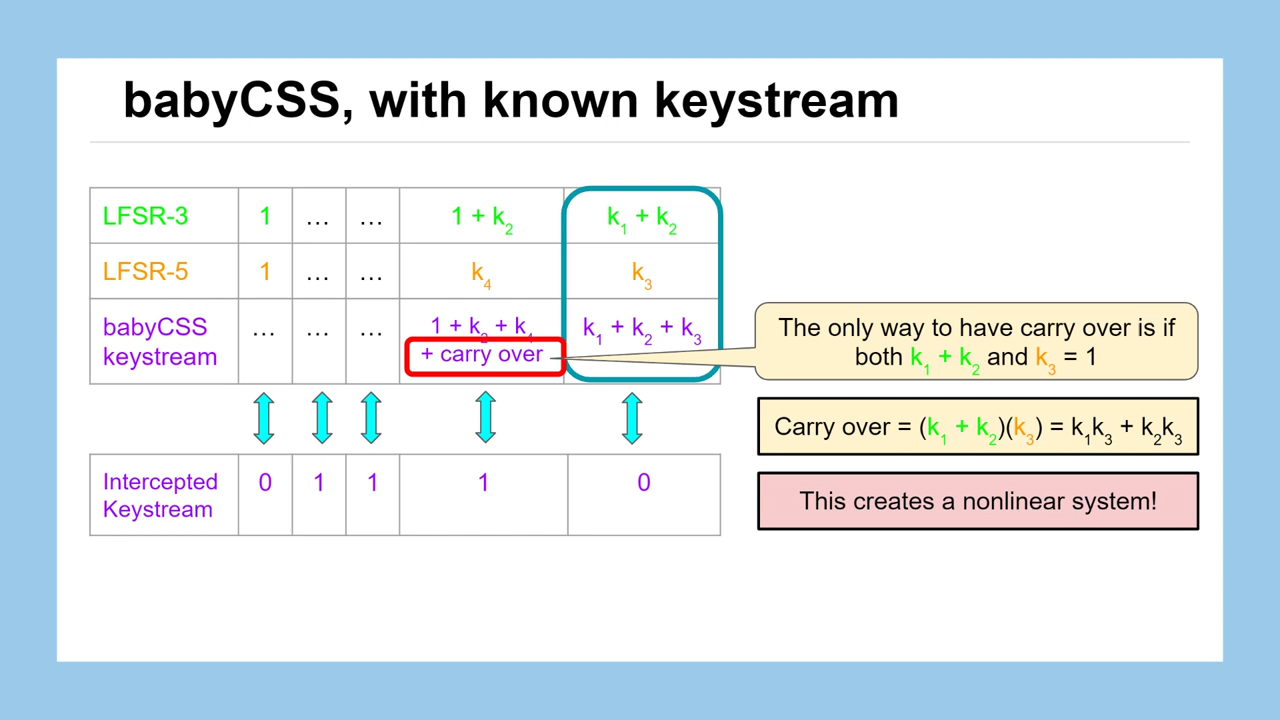 babyCSS, with known keystream
LFSR-3 1 … … 1 + k₂ k₁ + k₂
LFSR-5 1 … … k₄ k₃
babyCSS keystream … … … 1 + k₂ + k₄ + carry over k₁ + k₂ + k₃
The only way to have carry over is if
both k₁ + k₂ and k₃ = 1
Carry over = (k₁ + k₂)(k₃) = k₁k₃ + k₂k₃
Intercepted Keystream 0 1 1 1 0
This creates a nonlinear system!